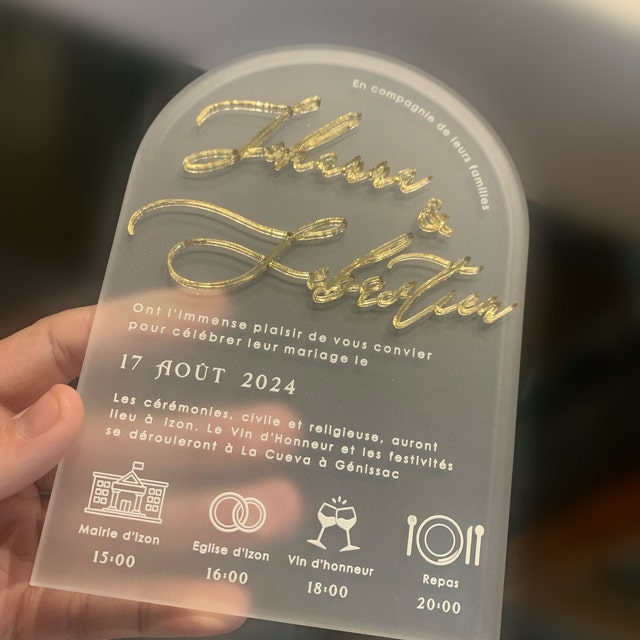 En compagnie de leurs familles
&
Sebastien
Ont l'immense plaisir de vous convier
pour célébrer leur mariage le
17 AOÛT 2024
Les cérémonies, civile et religieuse, auront
lieu à Izon. Le Vin d'Honneur et les festivités
se dérouleront à La Cueva à Génissac
Mairie d'Izon
15:00
Eglise d'Izon
16:00
Vin d'honneur
18:00
Repas
20:00